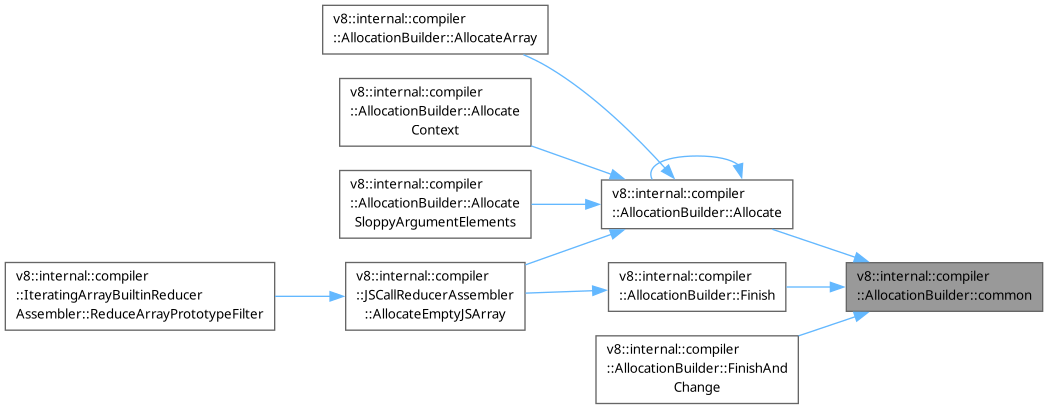 v8::internal::compiler
::AllocationBuilder::AllocateArray
v8::internal::compiler
::AllocationBuilder::Allocate
Context
v8::internal::compiler
::AllocationBuilder::Allocate
SloppyArgumentElements
v8::internal::compiler
::AllocationBuilder::Allocate
v8::internal::compiler
::IteratingArrayBuiltinReducer
Assembler::ReduceArrayPrototypeFilter
v8::internal::compiler
::JSCallReducerAssembler
::AllocateEmptyJSArray
v8::internal::compiler
::AllocationBuilder::Finish
v8::internal::compiler
::AllocationBuilder::common
v8::internal::compiler
::AllocationBuilder::FinishAnd
Change